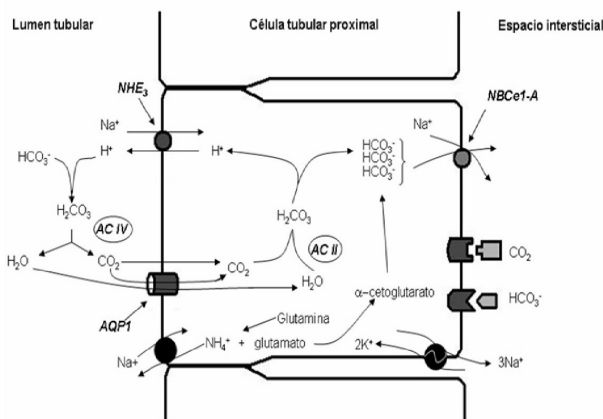 Lumen tubular
Célula tubular proximal
Espacio intersticial
NHE₃
NBCe1-A
Na⁺
Na⁺
HCO₃⁻
H⁺
H⁺
HCO₃⁻
HCO₃⁻
HCO₃⁻
H₂CO₃
H₂CO₃
AC IV
AC II
H₂O
CO₂
CO₂
H₂O
CO₂
α-cetoglutarato
HCO₃⁻
AQP1
Glutamina
NH₄⁺ + glutamato
2K⁺
Na+
3Na⁺